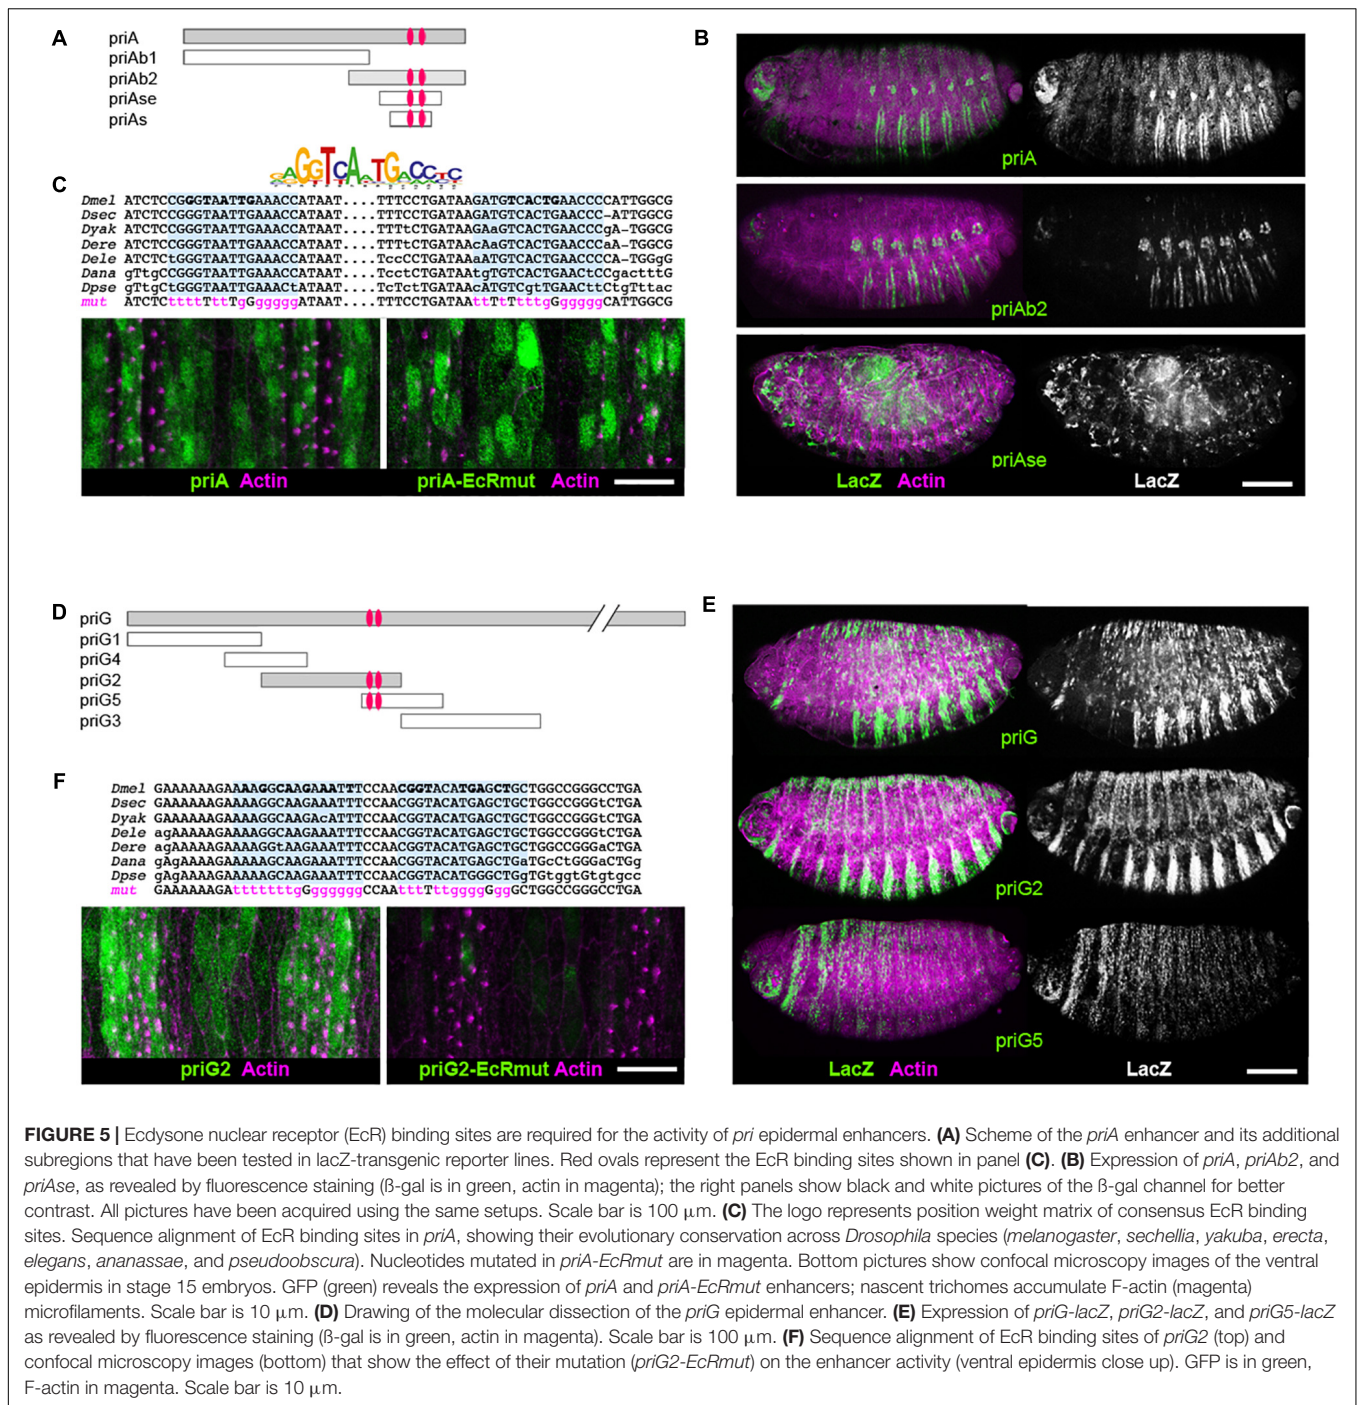 A
priA
priAb1
priAb2
priAse
priAs
B
priA
priAb2
priAse
LacZ Actin
LacZ
C
GAGGTCAATGACCTC
Dmel ATCTCCGGGTAATTGAAACCATAAT....TTTCCTGATAAGATGTCACTGAACCCCATTGGCG
Dsec ATCTCCGGGTAATTGAAACCATAAT....TTTCCTGATAAGATGTCACTGAACCC-ATTGGCG
Dyak ATCTCCGGGTAATTGAAACCATAAT....TTTtCTGATAAGAaGTCACTGAACCCgA-TGGCG
Dere ATCTCCGGGTAATTGAAACCATAAT....TTTtCTGATAAcAaGTCACTGAACCCaA-TGGCG
Dele ATCTCtGGGTAATTGAAACCATAAT....TccCCTGATAAaATGTCACTGAACCCCA-TGGgG
Dana gTtgCCGGGTAATTGAAACCATAAT....TcctCTGATAAtgTGTCACTGAACtCCgactttG
Dpse gTtgCtGGGTAATTGAAACtATAAT....TcTctTGATAAcATGTCgtTGAACttCtgTttac
mut ATCTCttttTttTgGgggggATAAT....TTTCCTGATAAttTtTtttgGgggggCATTGGCG
priA Actin
priA-EcRmut Actin
D
priG
priG1
priG4
priG2
priG5
priG3
E
priG
priG2
priG5
LacZ Actin
LacZ
F
Dmel GAAAAAAGAAAAGGCAAGAAATTTCCAACGGTACATGAGCTGCTGGCCGGGCCTGA
Dsec GAAAAAAGAAAAGGCAAGAAATTTCCAACGGTACATGAGCTGCTGGCCGGGtCTGA
Dyak GAAAAAAGAAAAGGCAAGAcATTTCCAACGGTACATGAGCTGCTGGCCGGGtCTGA
Dele agAAAAAGAAAAGGCAAGAAATTTCCAACGGTACATGAGCTGCTGGCCGGGtCTGA
Dere agAAAAAGAAAAGGtAAGAAATTTCCAACGGTACATGAGCTGCTGGCCGGGaCTGA
Dana gAgAAAAGAAAAAGCAAGAAATTTCCAACGGTACATGAGCTGaTGcCtGGGACTGg
Dpse gAgAAAAGAAAAAGCAAGAAATTTCCAACGGTACATGGGCTGgTGtggtGtgtgcc
mut GAAAAAAGAtttttttgGgggggggCCAAtttTttggggGggGCTGGCCGGGCCTGA
priG2 Actin
priG2-EcRmut Actin
FIGURE 5 | Ecdysone nuclear receptor (EcR) binding sites are required for the activity of pri epidermal enhancers. (A) Scheme of the priA enhancer and its additional
subregions that have been tested in lacZ-transgenic reporter lines. Red ovals represent the EcR binding sites shown in panel (C). (B) Expression of priA, priAb2, and
priAse, as revealed by fluorescence staining (ß-gal is in green, actin in magenta); the right panels show black and white pictures of the ß-gal channel for better
contrast. All pictures have been acquired using the same setups. Scale bar is 100 μm. (C) The logo represents position weight matrix of consensus EcR binding
sites. Sequence alignment of EcR binding sites in priA, showing their evolutionary conservation across Drosophila species (melanogaster, sechellia, yakuba, erecta,
elegans, ananassae, and pseudoobscura). Nucleotides mutated in priA-EcRmut are in magenta. Bottom pictures show confocal microscopy images of the ventral
epidermis in stage 15 embryos. GFP (green) reveals the expression of priA and priA-EcRmut enhancers; nascent trichomes accumulate F-actin (magenta)
microfilaments. Scale bar is 10 μm. (D) Drawing of the molecular dissection of the priG epidermal enhancer. (E) Expression of priG-lacZ, priG2-lacZ, and priG5-lacZ
as revealed by fluorescence staining (ß-gal is in green, actin in magenta). Scale bar is 100 μm. (F) Sequence alignment of EcR binding sites of priG2 (top) and
confocal microscopy images (bottom) that show the effect of their mutation (priG2-EcRmut) on the enhancer activity (ventral epidermis close up). GFP is in green,
F-actin in magenta. Scale bar is 10 μm.